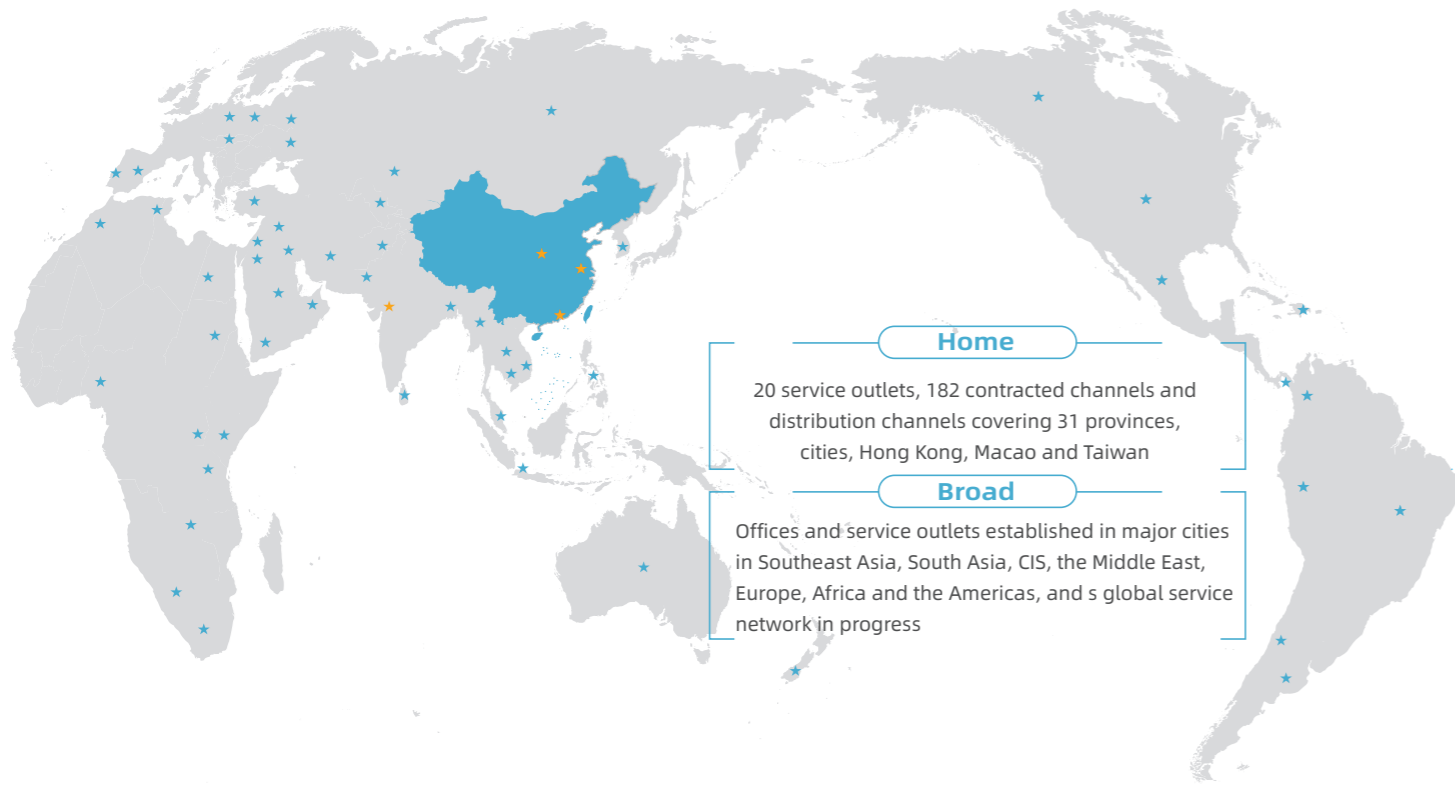 Home
20 service outlets, 182 contracted channels and
distribution channels covering 31 provinces,
cities, Hong Kong, Macao and Taiwan
Broad
Offices and service outlets established in major cities
in Southeast Asia, South Asia, CIS, the Middle East,
Europe, Africa and the Americas, and s global service
network in progress